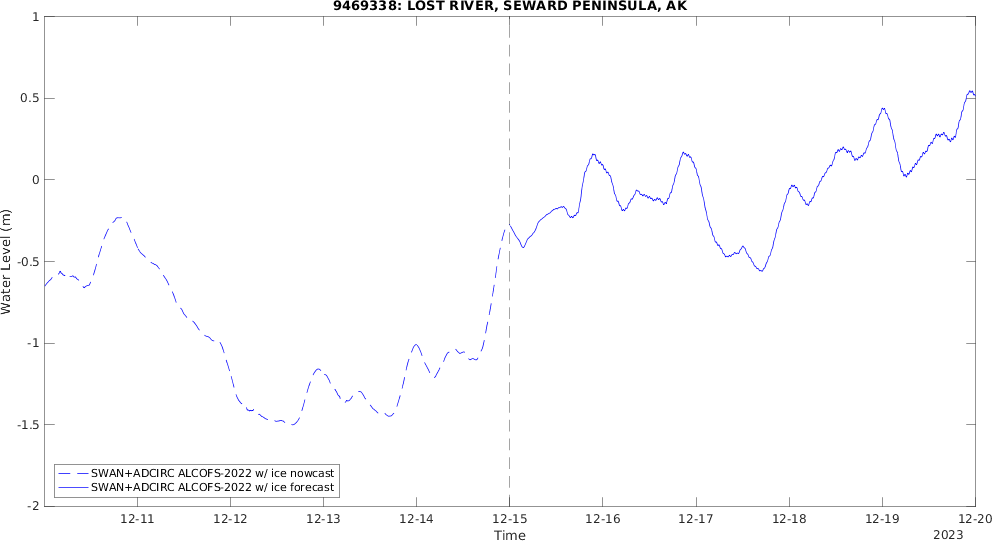 9469338: LOST RIVER, SEWARD PENINSULA, AK
1
0.5
0
-0.5
-1
-1.5
-2
Water Level (m)
SWAN+ADCIRC ALCOFS-2022 w/ ice nowcast
SWAN+ADCIRC ALCOFS-2022 w/ ice forecast
12-11 12-12 12-13 12-14 12-15 12-16 12-17 12-18 12-19 12-20
Time
2023